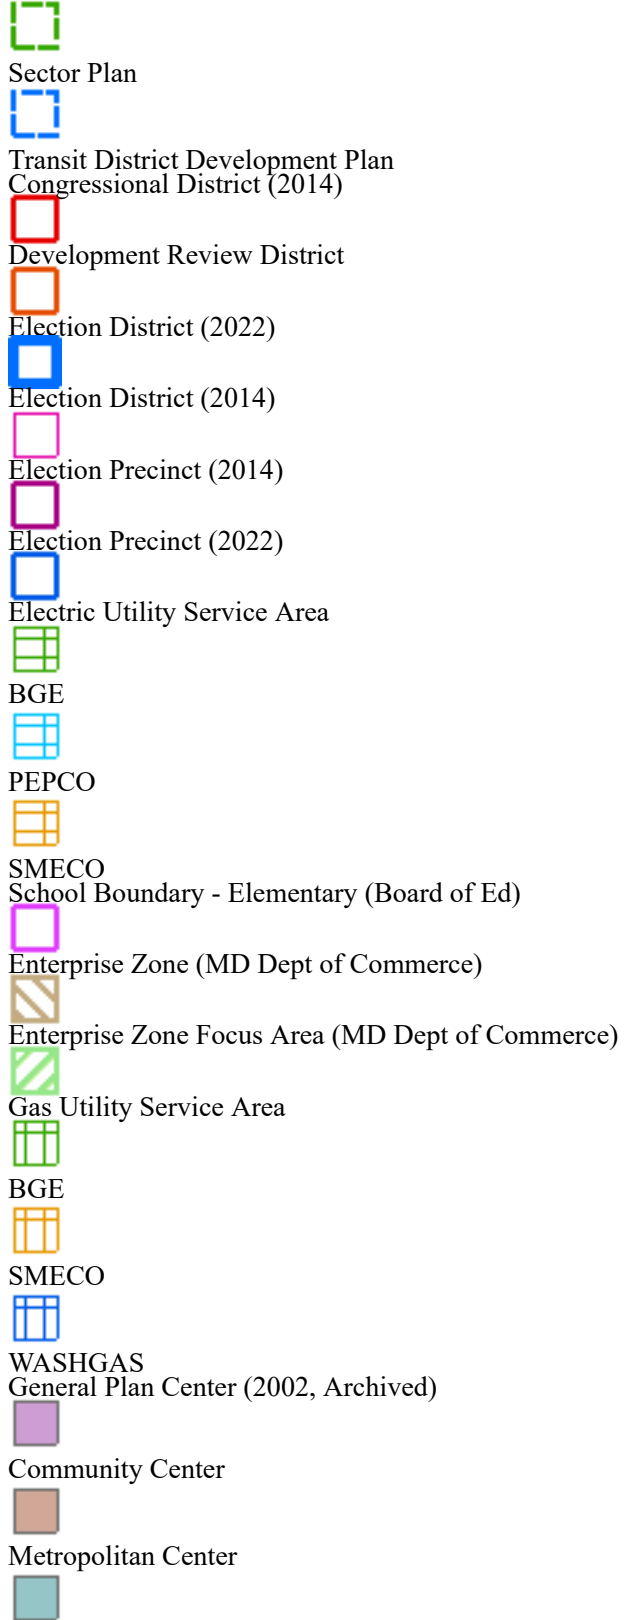 Sector Plan
Transit District Development Plan
Congressional District (2014)
Development Review District
Election District (2022)
Election District (2014)
Election Precinct (2014)
Election Precinct (2022)
Electric Utility Service Area
BGE
PEPCO
SMECO
School Boundary - Elementary (Board of Ed)
Enterprise Zone (MD Dept of Commerce)
Enterprise Zone Focus Area (MD Dept of Commerce)
Gas Utility Service Area
BGE
SMECO
WASHGAS
General Plan Center (2002, Archived)
Community Center
Metropolitan Center